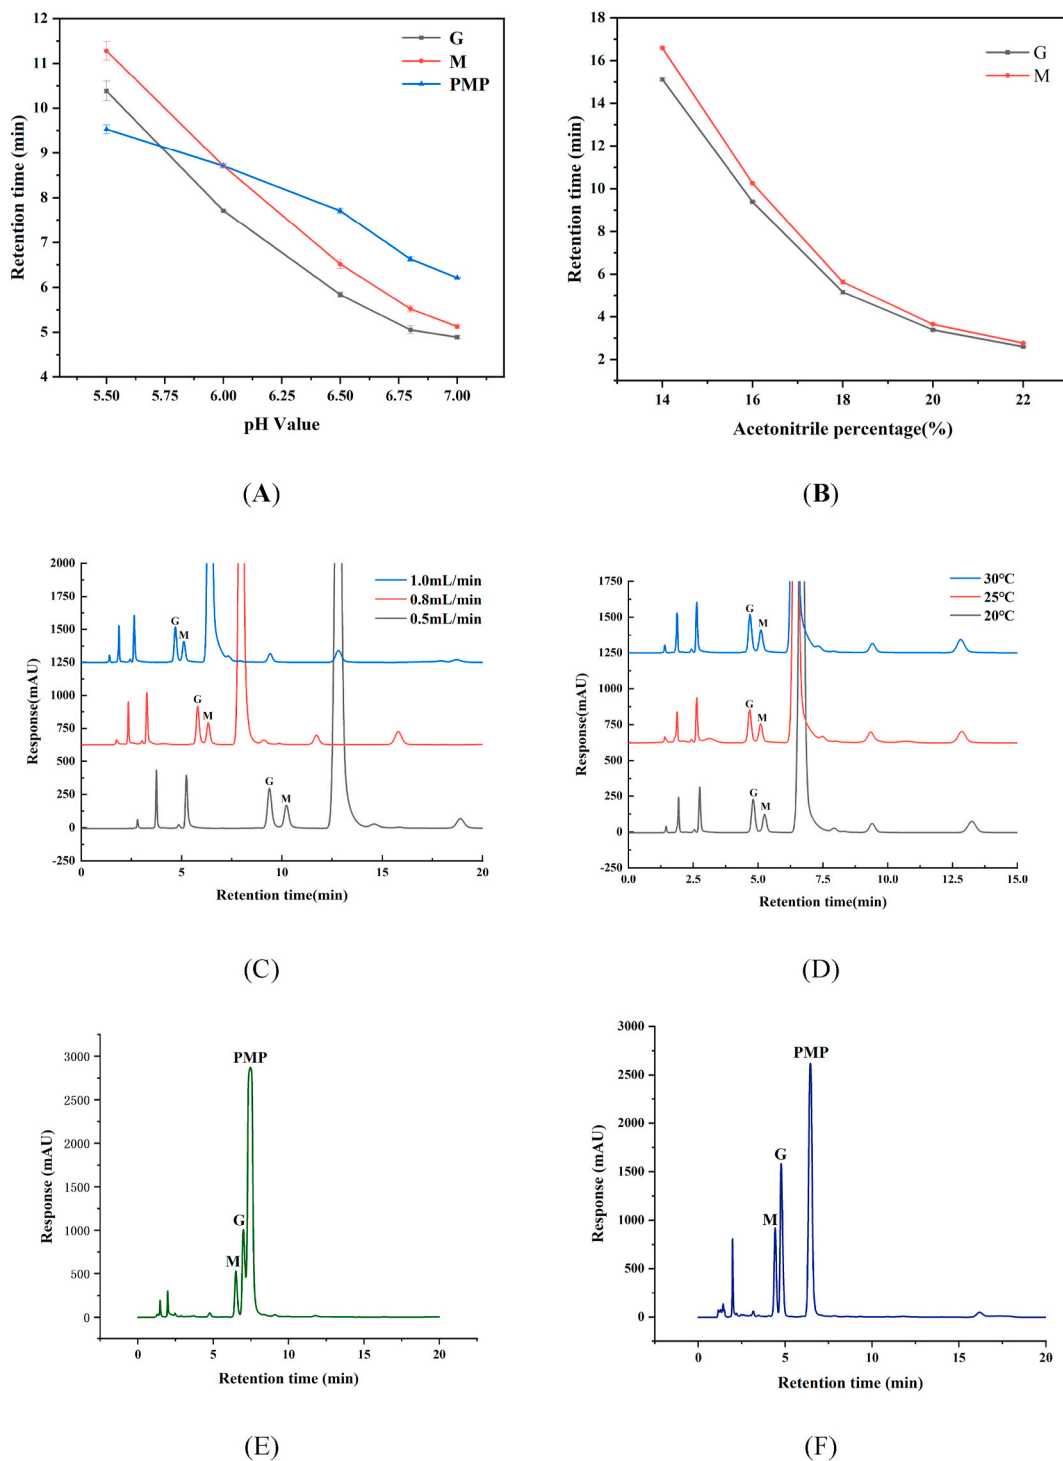 12
11
10
9
8
7
6
5
4
Retention time (min)
G
M
PMP
5.50
5.75
6.00
6.25
6.50
6.75
7.00
pH Value
(A)
18
16
14
12
10
8
6
4
2
Retention time (min)
G
M
14
16
18
20
22
Acetonitrile percentage(%)
(B)
2000
1750
1500
1250
1000
750
500
250
0
-250
Response(mAU)
1.0mL/min
0.8mL/min
0.5mL/min
G
M
G
M
G
M
0
5
10
15
20
Retention time(min)
(C)
1750
1500
1250
1000
750
500
250
0
-250
Response(mAU)
30°C
25°C
20°C
G
M
G
M
G
M
0.0
2.5
5.0
7.5
10.0
12.5
15.0
Retention time(min)
(D)
3000
2500
2000
1500
1000
500
0
Response (mAU)
PMP
G
M
0
5
10
15
20
Retention time (min)
(E)
3000
2500
2000
1500
1000
500
0
Response (mAU)
PMP
G
M
0
5
10
15
20
Retention time (min)
(F)